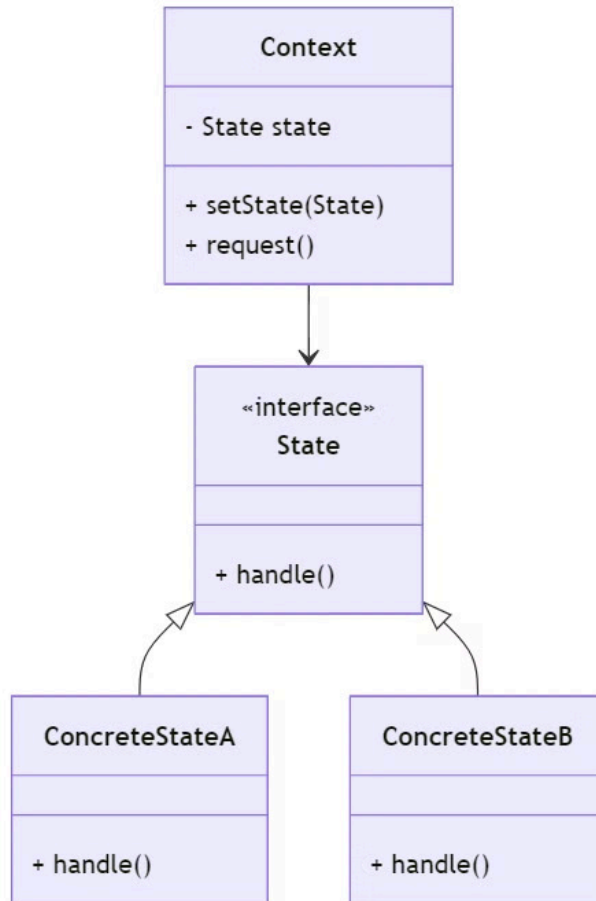 Context
- State state
+ setState(State)
+ request()
«interface»
State
+ handle()
ConcreteStateA
+ handle()
ConcreteStateB
+ handle()